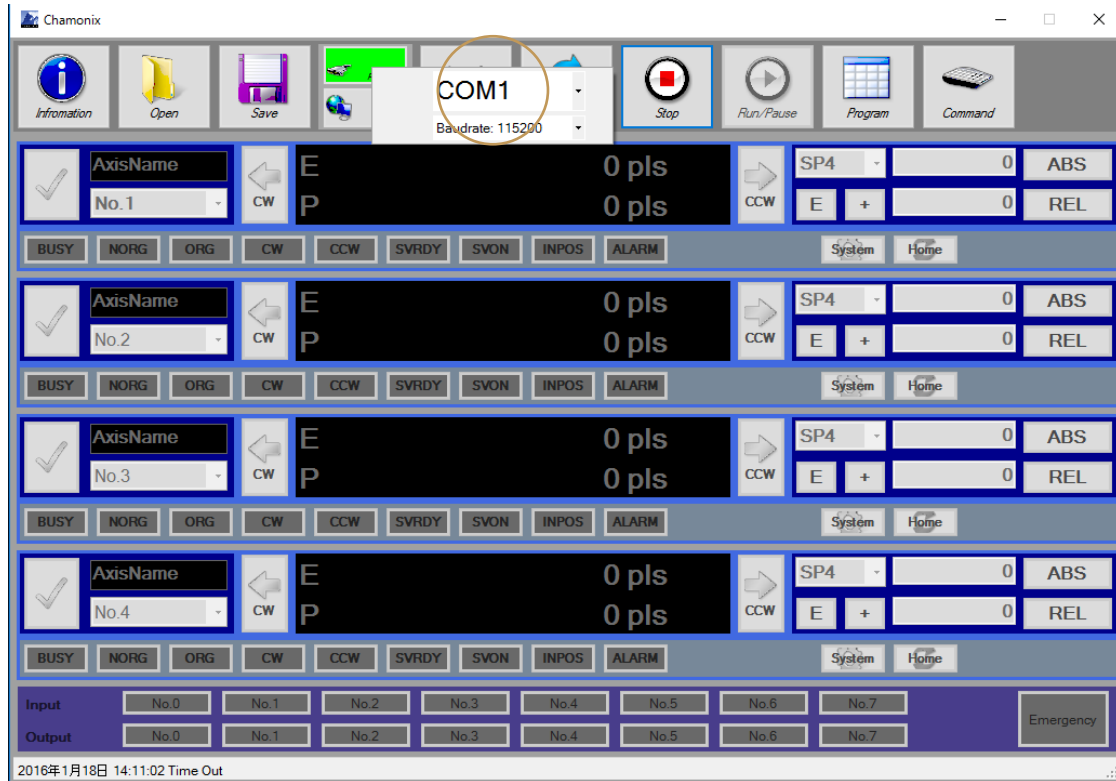 Chamonix
Infromation Open Save Stop Run/Pause Program Command
COM1
Baudrate: 115200
AxisName E 0 pls SP4 0 ABS
No.1 CW P 0 pls CCW E + 0 REL
BUSY NORG ORG CW CCW SVRDY SVON INPOS ALARM System Home
AxisName E 0 pls SP4 0 ABS
No.2 CW P 0 pls CCW E + 0 REL
BUSY NORG ORG CW CCW SVRDY SVON INPOS ALARM System Home
AxisName E 0 pls SP4 0 ABS
No.3 CW P 0 pls CCW E + 0 REL
BUSY NORG ORG CW CCW SVRDY SVON INPOS ALARM System Home
AxisName E 0 pls SP4 0 ABS
No.4 CW P 0 pls CCW E + 0 REL
BUSY NORG ORG CW CCW SVRDY SVON INPOS ALARM System Home
Input No.0 No.1 No.2 No.3 No.4 No.5 No.6 No.7
Emergency
Output No.0 No.1 No.2 No.3 No.4 No.5 No.6 No.7
2016年1月18日 14:11:02 Time Out